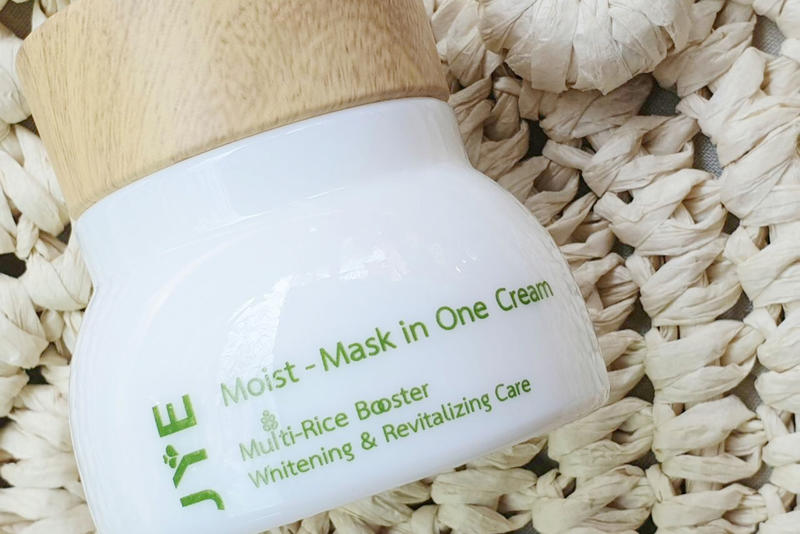 JYE
Moist - Mask in One Cream
Multi-Rice Booster
Whitening & Revitalizing Care